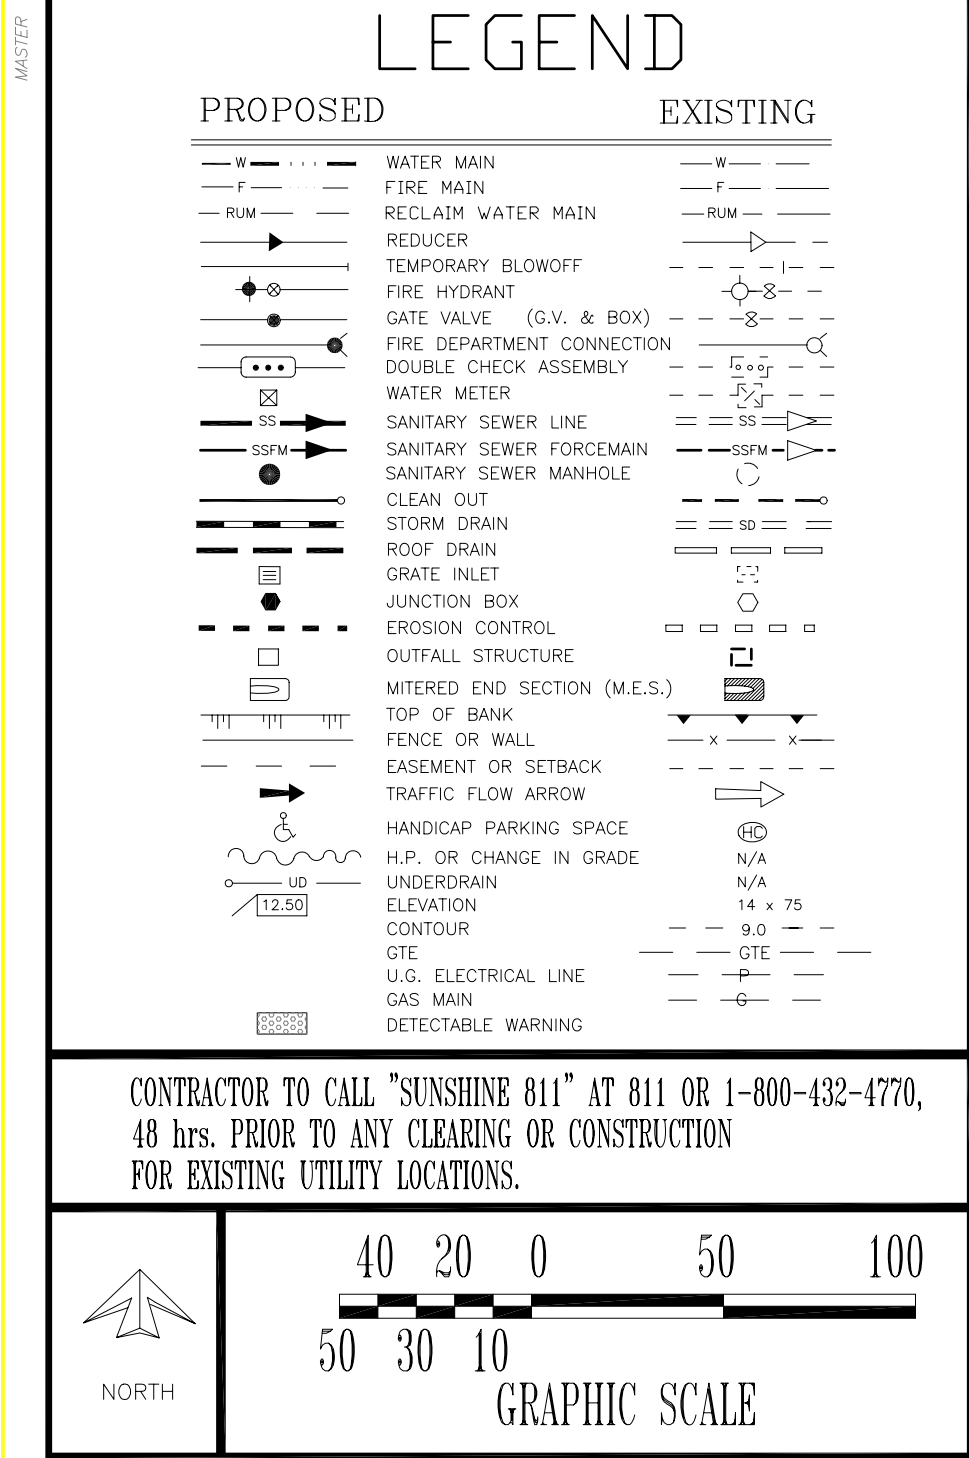 MASTER
LEGEND
PROPOSED EXISTING
W WATER MAIN W
F FIRE MAIN F
RUM RECLAIM WATER MAIN RUM
REDUCER
TEMPORARY BLOWOFF
FIRE HYDRANT
GATE VALVE (G.V. & BOX)
FIRE DEPARTMENT CONNECTION
DOUBLE CHECK ASSEMBLY
WATER METER
SS SANITARY SEWER LINE SS
SSFM SANITARY SEWER FORCEMAIN SSFM
SANITARY SEWER MANHOLE
CLEAN OUT
STORM DRAIN SD
ROOF DRAIN
GRATE INLET
JUNCTION BOX
EROSION CONTROL
OUTFALL STRUCTURE
MITERED END SECTION (M.E.S.)
TOP OF BANK
FENCE OR WALL x x
EASEMENT OR SETBACK
TRAFFIC FLOW ARROW
HANDICAP PARKING SPACE HC
H.P. OR CHANGE IN GRADE N/A
UD UNDERDRAIN N/A
12.50 ELEVATION 14 x 75
CONTOUR 9.0
GTE GTE
U.G. ELECTRICAL LINE P
GAS MAIN G
DETECTABLE WARNING
CONTRACTOR TO CALL "SUNSHINE 811" AT 811 OR 1-800-432-4770,
48 hrs. PRIOR TO ANY CLEARING OR CONSTRUCTION
FOR EXISTING UTILITY LOCATIONS.
NORTH
40 20 0 50 100
50 30 10
GRAPHIC SCALE